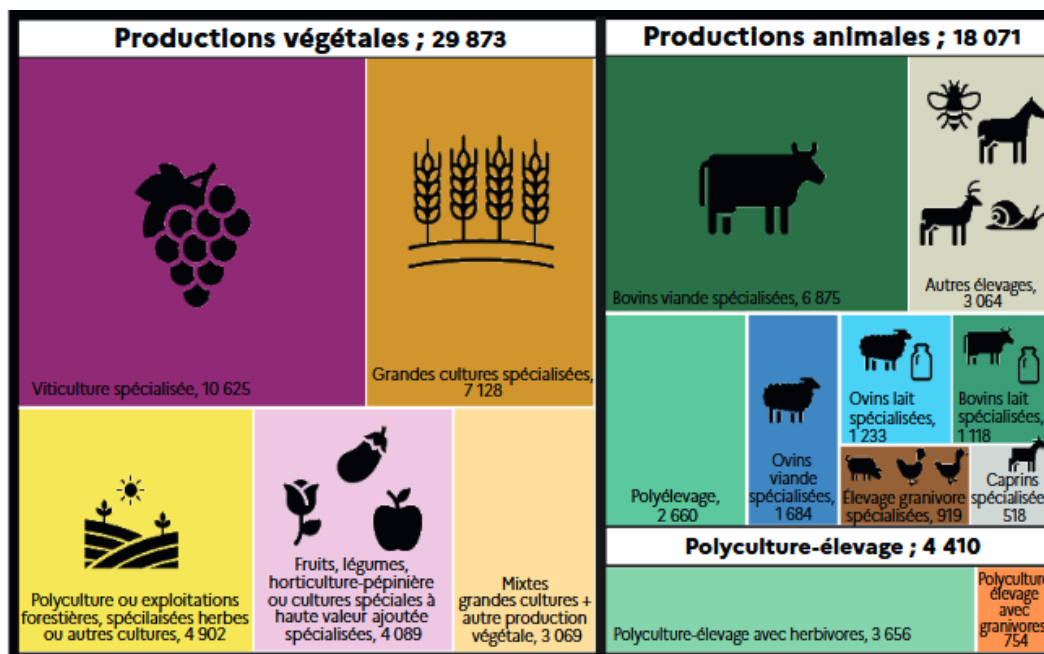 Productions végétales ; 29 873
Viticulture spécialisée, 10 625
Grandes cultures spécialisées,
7 128
Polyculture ou exploitations
forestières, spécilaisées herbes
ou autres cultures, 4 902
Fruits, légumes,
horticulture-pépinière
ou cultures spéciales à
haute valeur ajoutée
spécialisées, 4 089
Mixtes
grandes cultures +
autre production
végétale, 3 069
Productions animales ; 18 071
Bovins viande spécialisées, 6 875
Autres élevages,
3 064
Polyélevage,
2 660
Ovins
viande
spécialisées,
1 684
Ovins lait
spécialisées,
1 233
Bovins lait
spécialisées,
1 118
Élevage granivore
spécialisées, 919
Caprins
spécialisée
518
Polyculture-élevage ; 4 410
Polyculture-élevage avec herbivores, 3 656
Polyculture
élevage
avec
granivores
754